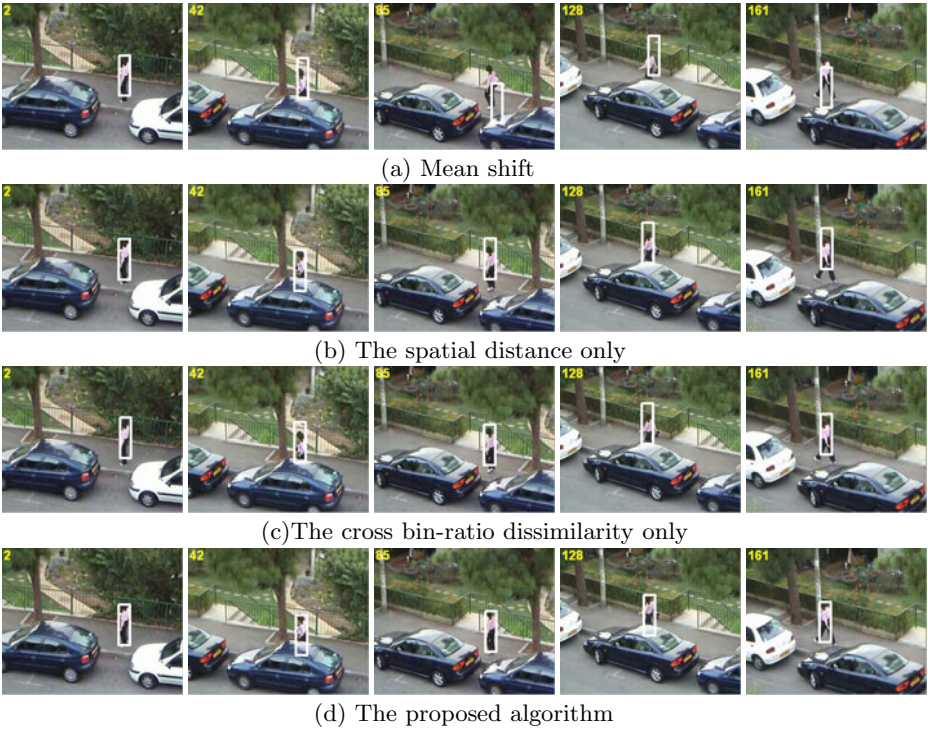 2 42 85 128 161
(a) Mean shift
2 42 85 128 161
(b) The spatial distance only
2 42 85 128 161
(c)The cross bin-ratio dissimilarity only
2 42 85 128 161
(d) The proposed algorithm